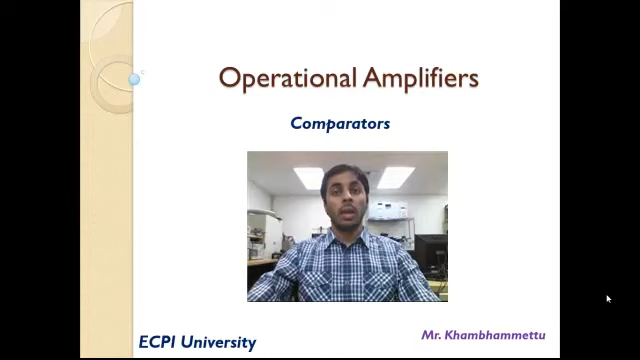 Operational Amplifiers
Comparators
ECPI University
Mr. Khambhammettu